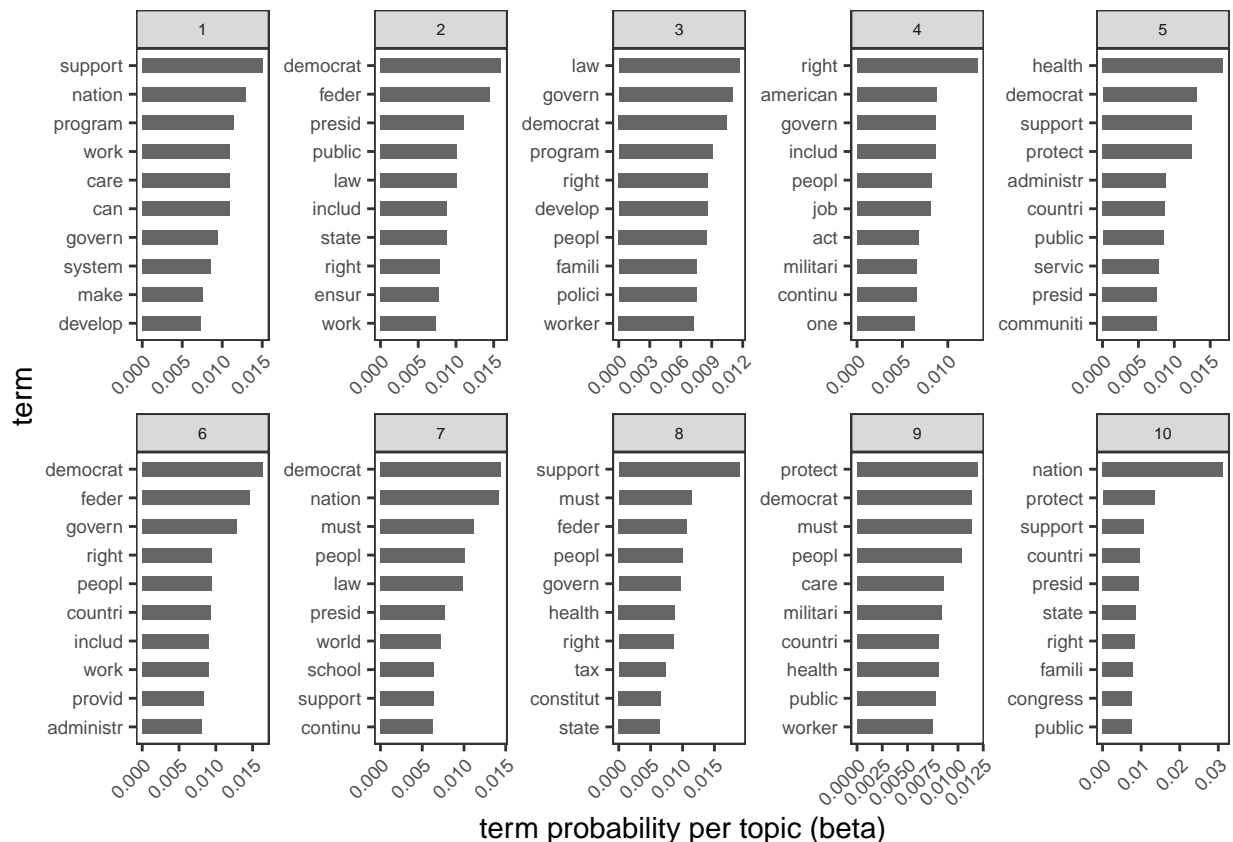 1
support
nation
program
work
care
can
govern
system
make
develop
0.000
0.005
0.010
0.015
2
democrat
feder
presid
public
law
includ
state
right
ensur
work
0.000
0.005
0.010
0.015
3
law
govern
democrat
program
right
develop
peopl
famili
polici
worker
0.000
0.003
0.006
0.009
0.012
4
right
american
govern
includ
peopl
job
act
militari
continu
one
0.000
0.005
0.010
5
health
democrat
support
protect
administr
countri
public
servic
presid
communiti
0.000
0.005
0.010
0.015
term
6
democrat
feder
govern
right
peopl
countri
includ
work
provid
administr
0.000
0.005
0.010
0.015
7
democrat
nation
must
peopl
law
presid
world
school
support
continu
0.000
0.005
0.010
0.015
8
support
must
feder
peopl
govern
health
right
tax
constitut
state
0.000
0.005
0.010
0.015
9
protect
democrat
must
peopl
care
militari
countri
health
public
worker
0.0000
0.0025
0.0050
0.0075
0.0100
0.0125
10
nation
protect
support
countri
presid
state
right
famili
congress
public
0.00
0.01
0.02
0.03
term probability per topic (beta)